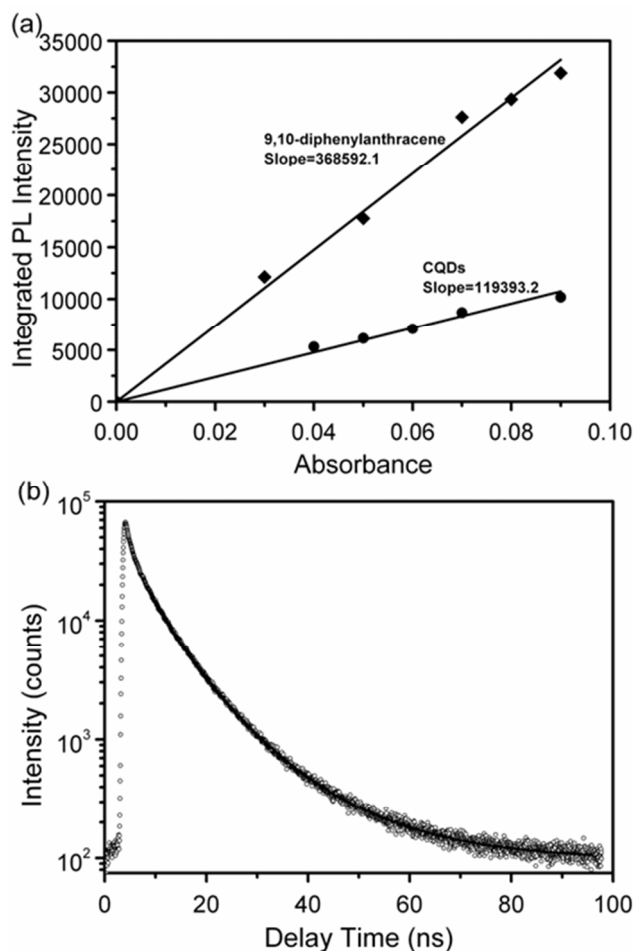 (a)
35000
30000
25000
20000
15000
10000
5000
0
Integrated PL Intensity
9,10-diphenylanthracene
Slope=368592.1
CQDs
Slope=119393.2
0.00 0.02 0.04 0.06 0.08 0.10
Absorbance
(b)
10^5
10^4
10^3
10^2
Intensity (counts)
0 20 40 60 80 100
Delay Time (ns)